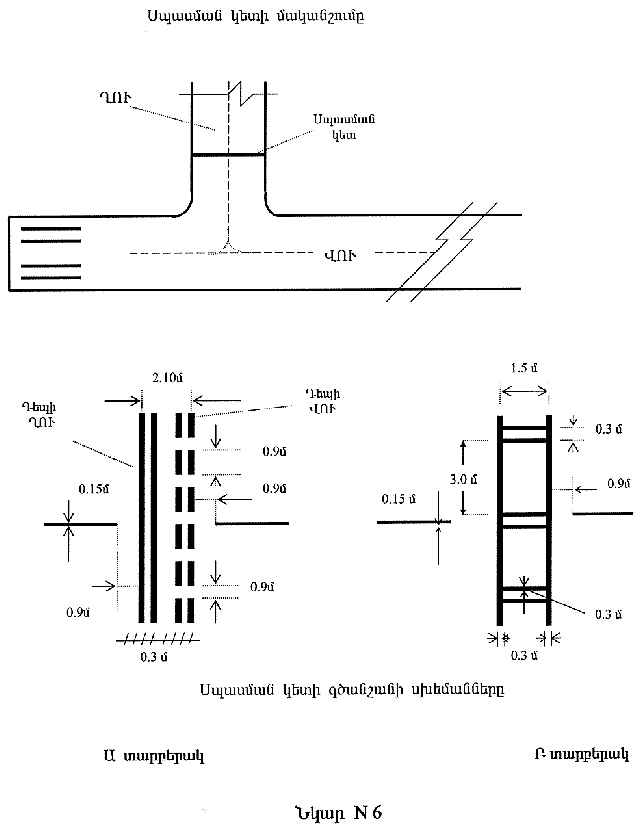 Սպասման կետի մականշումը
ՂՈՒ
Սպասման
կետ
ՎՈՒ
2.10մ
Դեպի
ՂՈՒ
Դեպի
ՎՈՒ
0.9մ
0.9մ
0.15մ
0.9մ
0.9մ
0.3 մ
1.5 մ
0.3 մ
3.0 մ
0.9մ
0.15 մ
0.3 մ
0.3 մ
Սպասման կետի գծանշանի սխեմանները
Ա տարբերակ
Բ տարբերակ
Նկար N 6